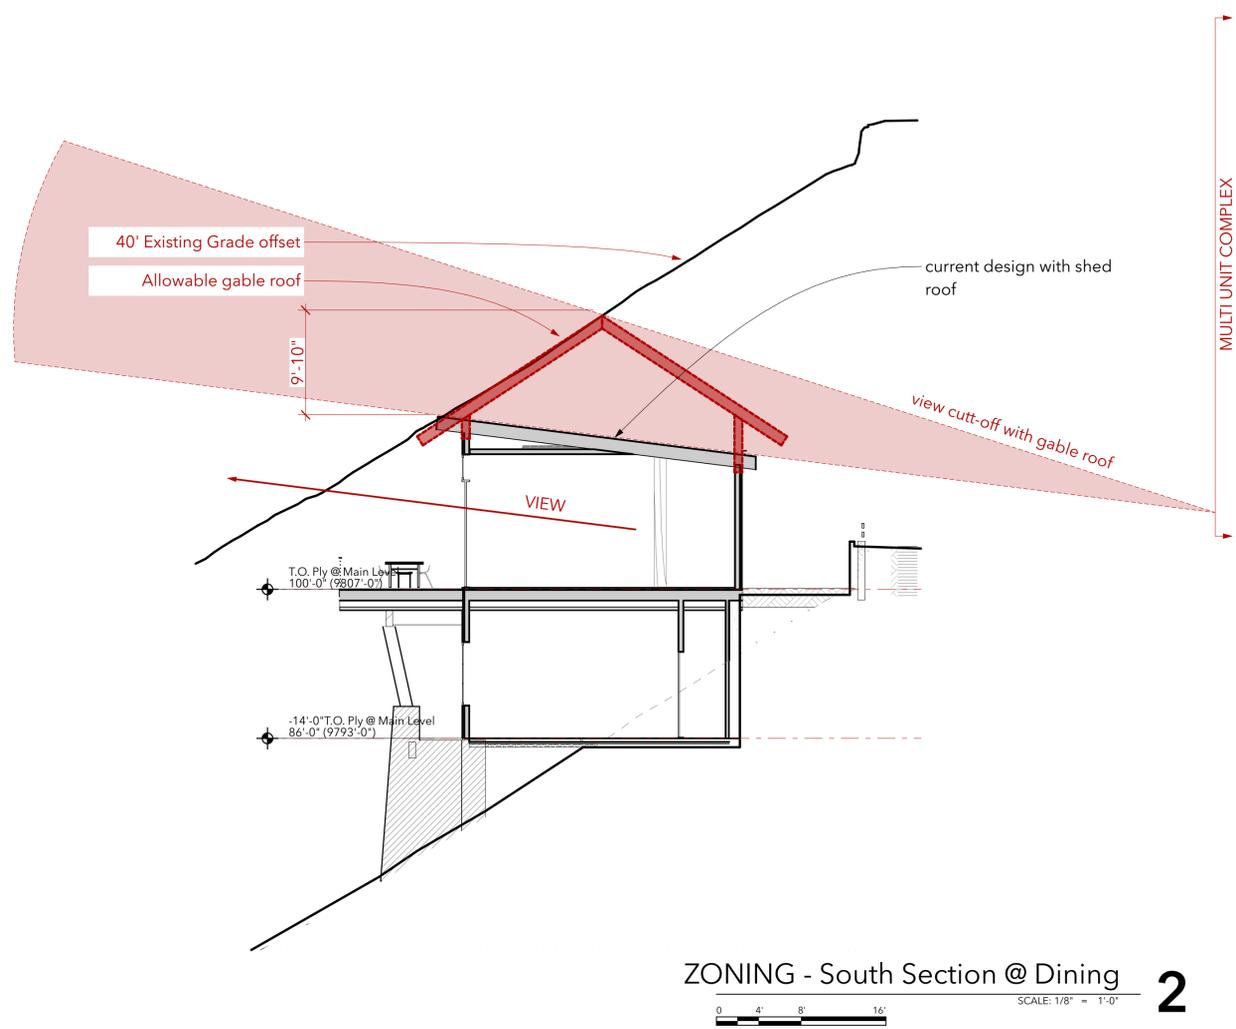 MULTI UNIT COMPLEX
40' Existing Grade offset
Allowable gable roof
current design with shed
roof
9'-10"
view cutt-off with gable roof
VIEW
T.O. Ply @ Main Level
100'-0" (9807'-0")
-14'-0"T.O. Ply @ Main Level
86'-0" (9793'-0")
ZONING - South Section @ Dining
2
SCALE: 1/8" = 1'-0"
0 4' 8' 16'